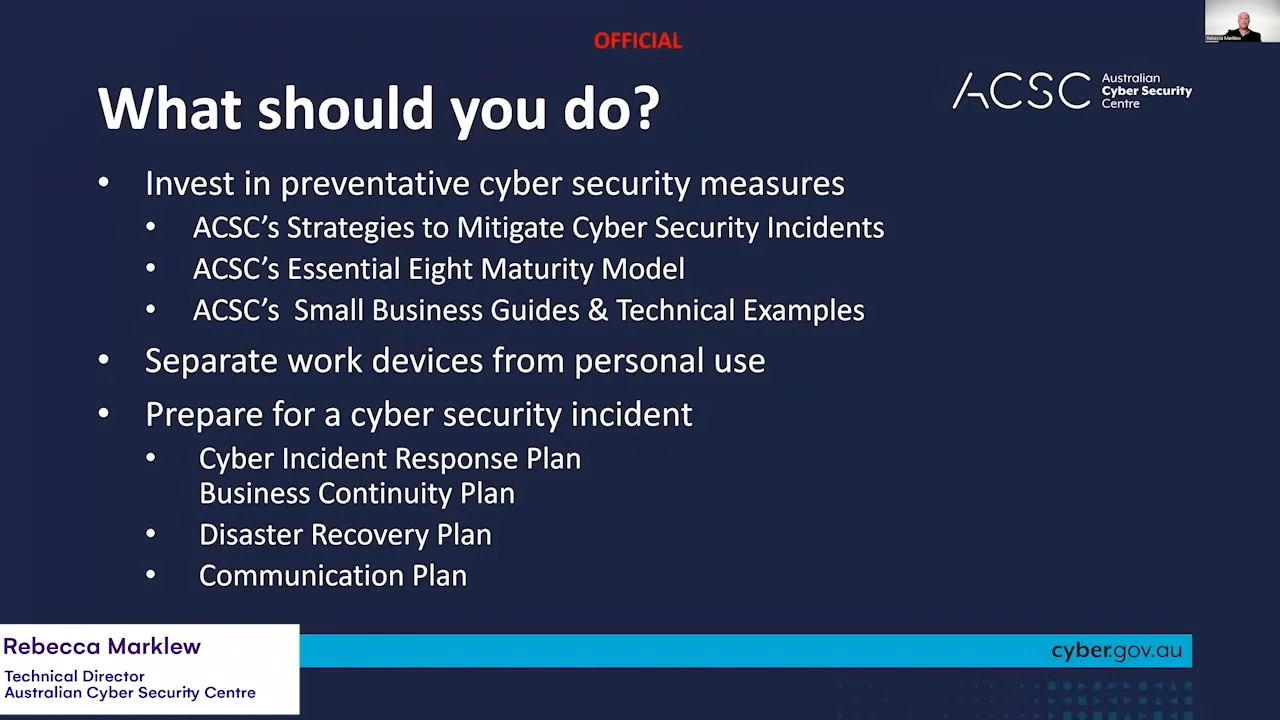 OFFICIAL
Rebecca Marklew
What should you do?
ACSC
Australian
Cyber Security
Centre
• Invest in preventative cyber security measures
• ACSC’s Strategies to Mitigate Cyber Security Incidents
• ACSC’s Essential Eight Maturity Model
• ACSC’s  Small Business Guides & Technical Examples
• Separate work devices from personal use
• Prepare for a cyber security incident
• Cyber Incident Response Plan
Business Continuity Plan
• Disaster Recovery Plan
• Communication Plan
Rebecca Marklew
Technical Director
Australian Cyber Security Centre
cyber.gov.au